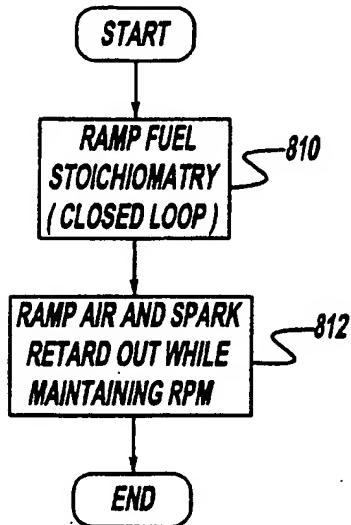 START
RAMP FUEL
STOICHIOMATRY
(CLOSED LOOP)
810
RAMP AIR AND SPARK
RETARD OUT WHILE
MAINTAINING RPM
812
END